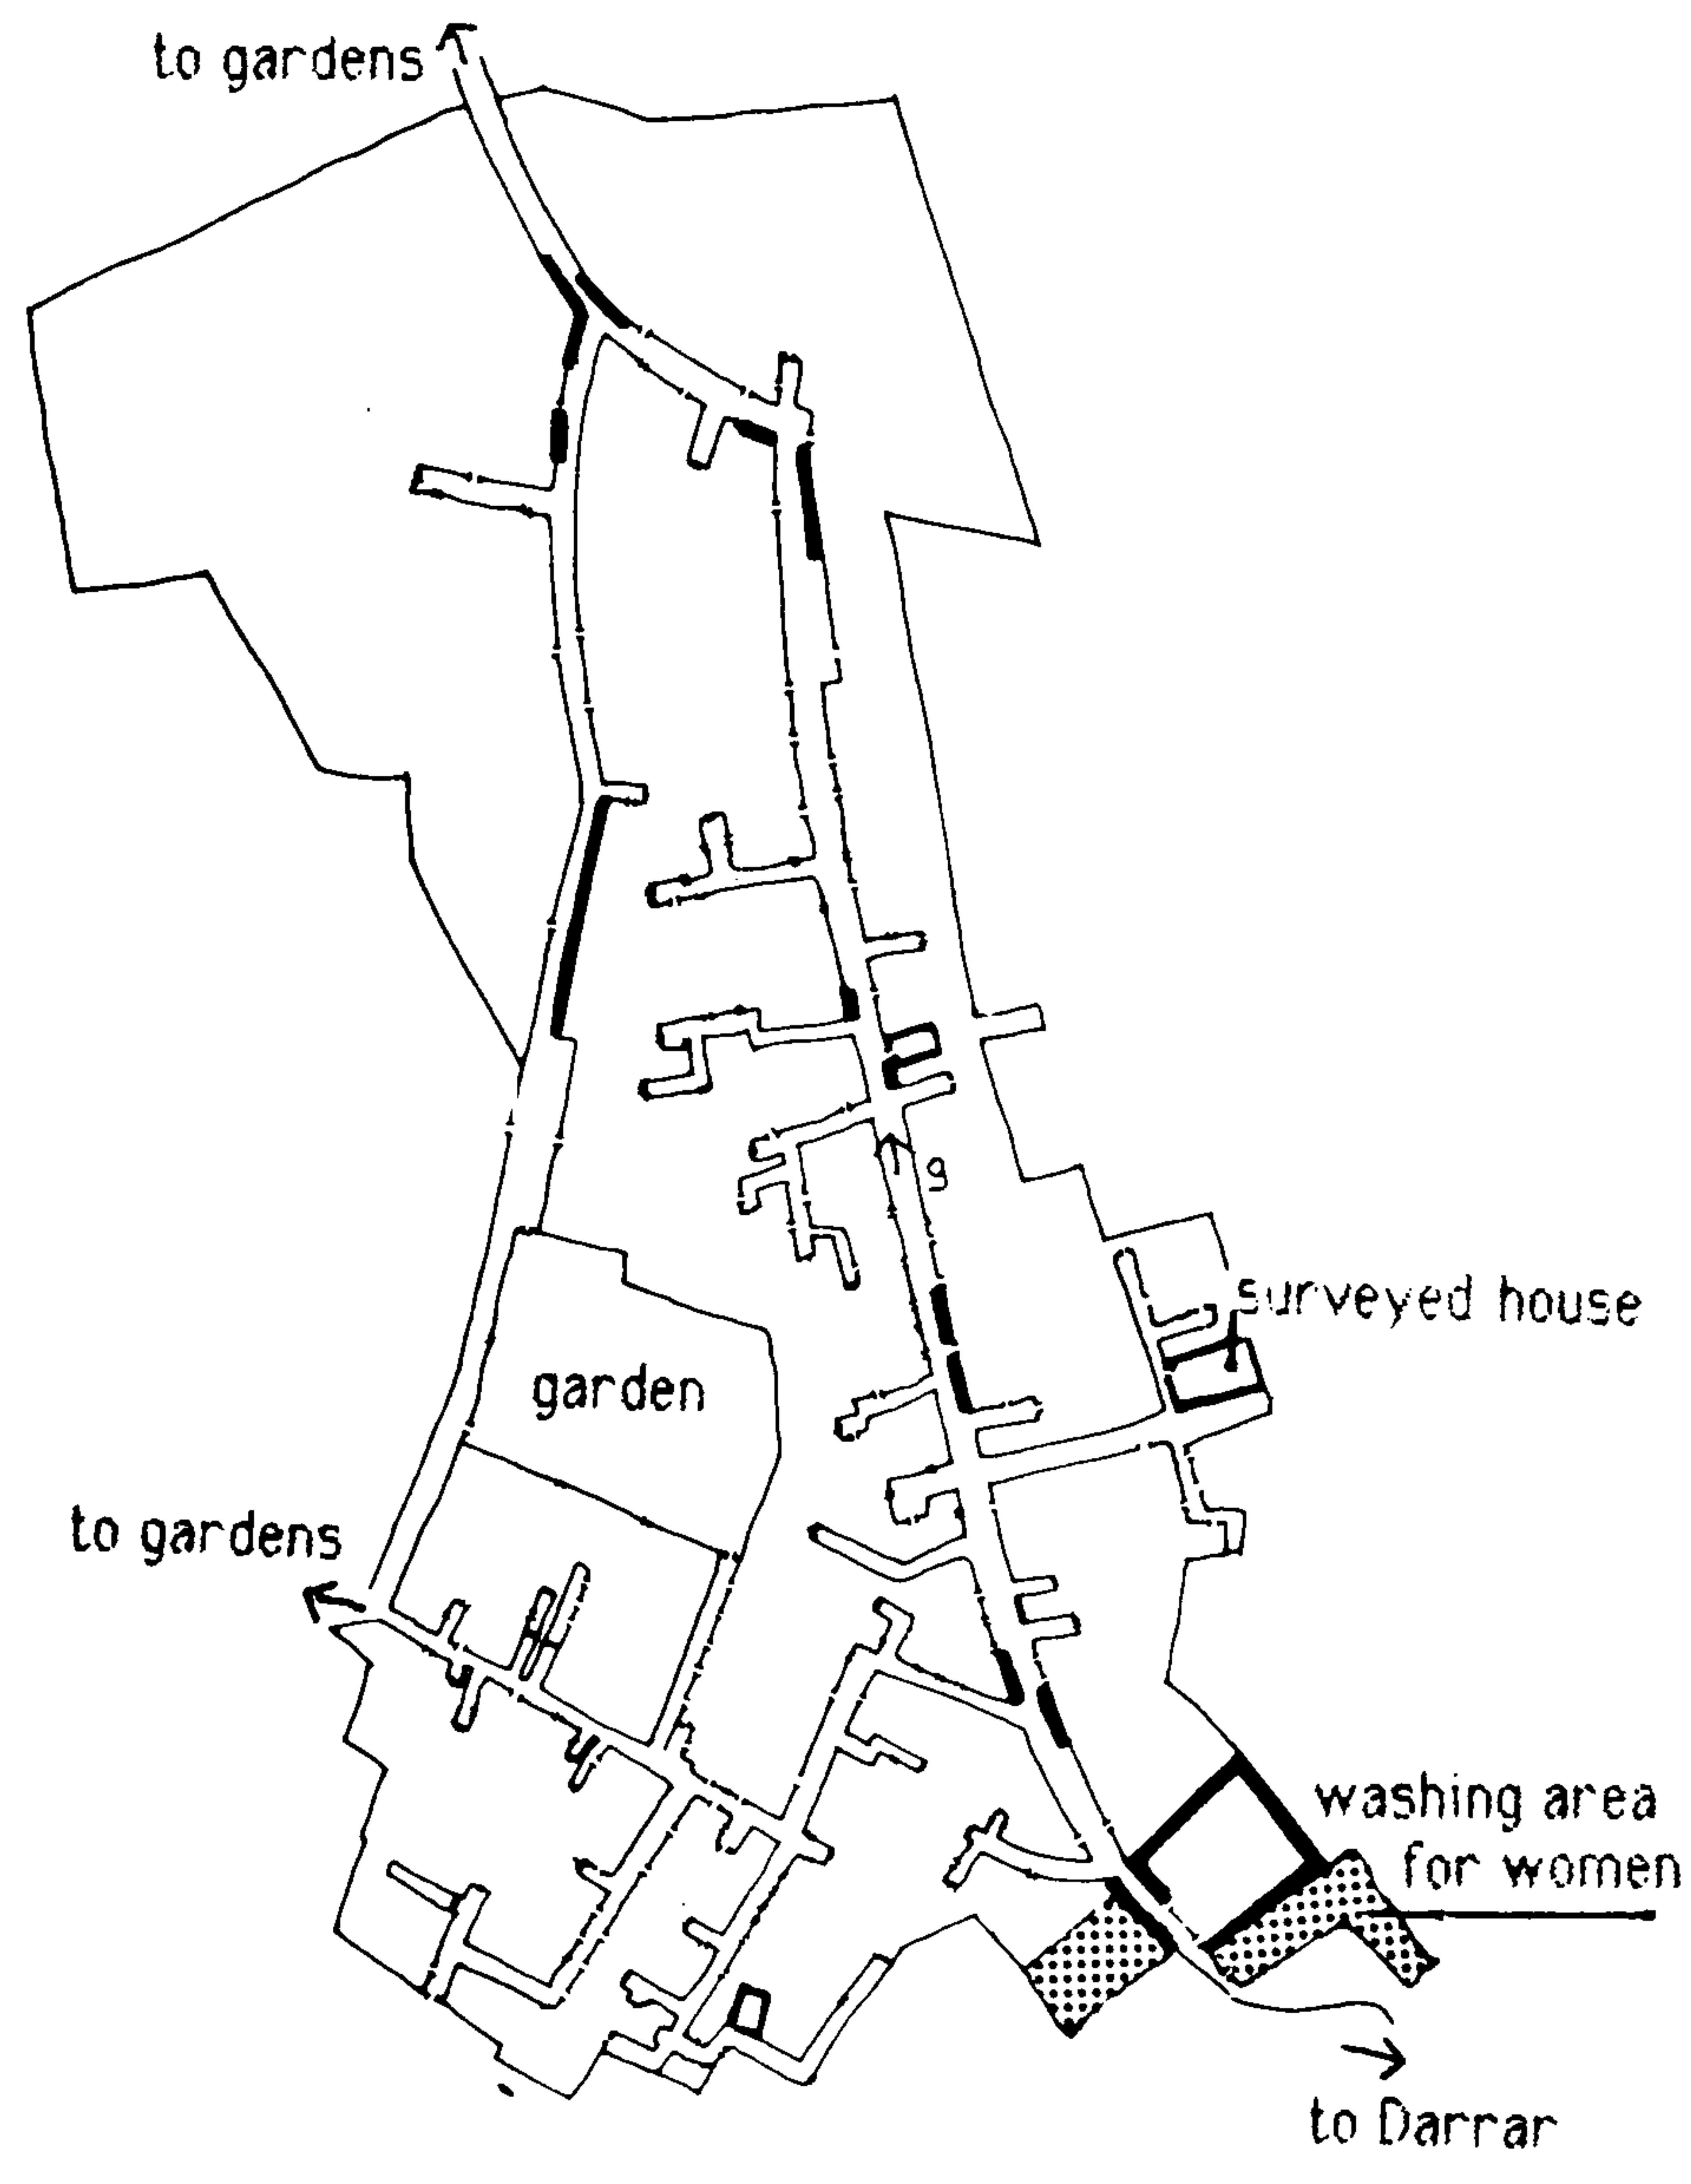 to gardens
g
surveyed house
garden
to gardens
washing area
for women
to Darrar